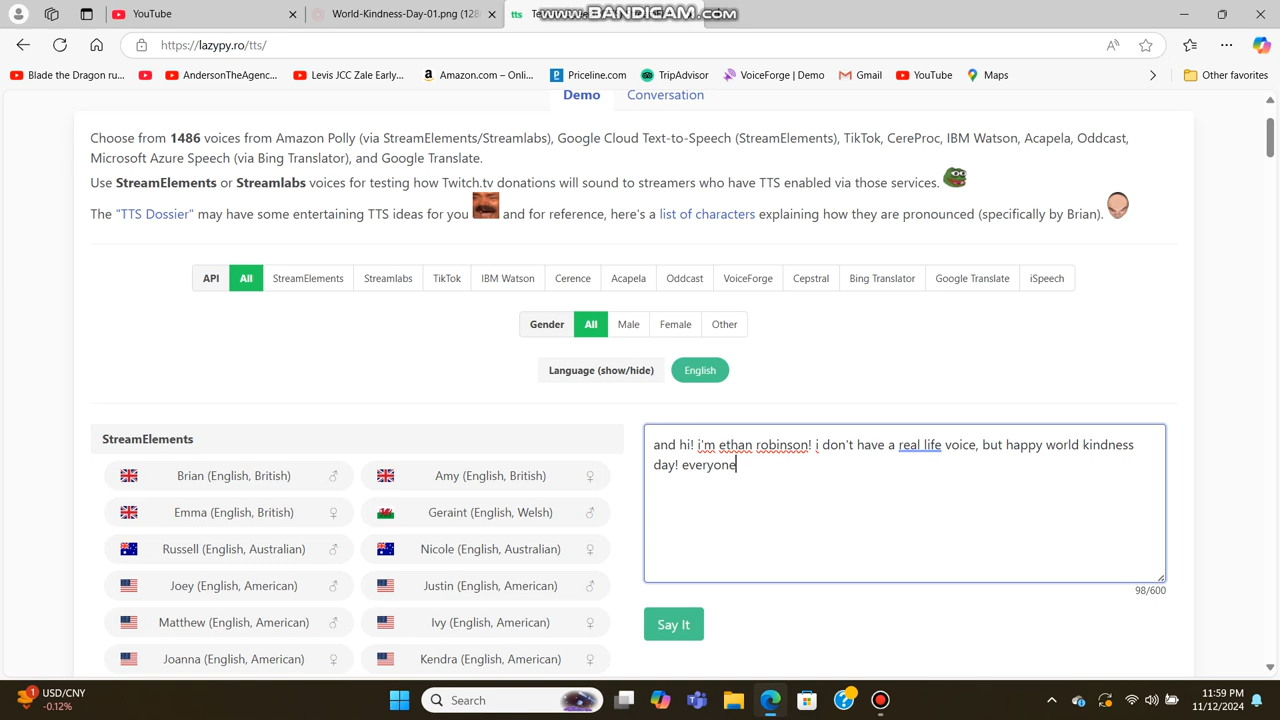 YouTube
World-Kindness-Day-01.png (128
tts
www.BANDICAM.com
https://lazypy.ro/tts/
Blade the Dragon ru...
AndersonTheAgenc...
Levis JCC Zale Early...
Amazon.com – Onli...
Priceline.com
TripAdvisor
VoiceForge | Demo
Gmail
YouTube
Maps
Other favorites
Demo
Conversation
Choose from 1486 voices from Amazon Polly (via StreamElements/Streamlabs), Google Cloud Text-to-Speech (StreamElements), TikTok, CereProc, IBM Watson, Acapela, Oddcast,
Microsoft Azure Speech (via Bing Translator), and Google Translate.
Use StreamElements or Streamlabs voices for testing how Twitch.tv donations will sound to streamers who have TTS enabled via those services.
The "TTS Dossier" may have some entertaining TTS ideas for you and for reference, here's a list of characters explaining how they are pronounced (specifically by Brian).
API All StreamElements Streamlabs TikTok IBM Watson Cerence Acapela Oddcast VoiceForge Cepstral Bing Translator Google Translate iSpeech
Gender All Male Female Other
Language (show/hide) English
StreamElements
Brian (English, British)
Amy (English, British)
Emma (English, British)
Geraint (English, Welsh)
Russell (English, Australian)
Nicole (English, Australian)
Joey (English, American)
Justin (English, American)
Matthew (English, American)
Ivy (English, American)
Joanna (English, American)
Kendra (English, American)
and hi! i'm ethan robinson! i don't have a real life voice, but happy world kindness
day! everyone
98/600
Say It
1
USD/CNY
-0.12%
Search
11:59 PM
11/12/2024